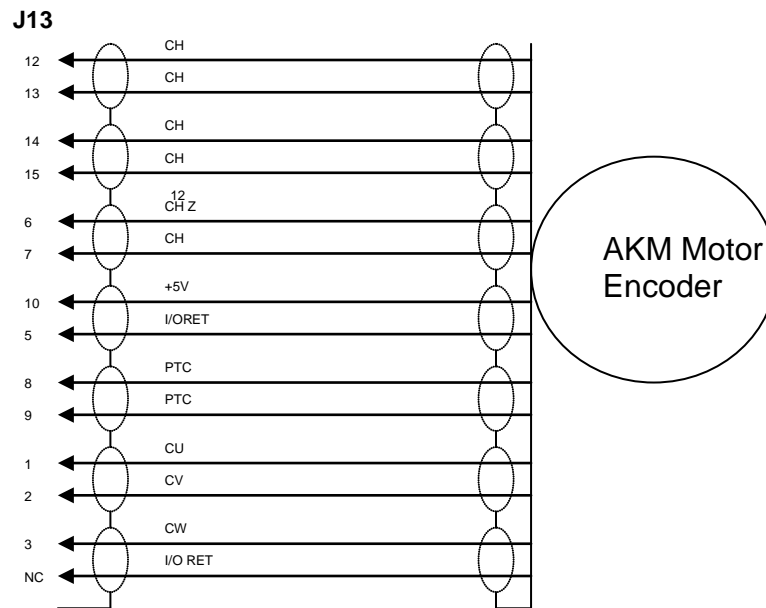 J13
12 CH
13 CH
14 CH
15 CH
12
6 CH Z
7 CH
10 +5V
5 I/ORET
8 PTC
9 PTC
1 CU
2 CV
3 CW
NC I/O RET
AKM Motor
Encoder